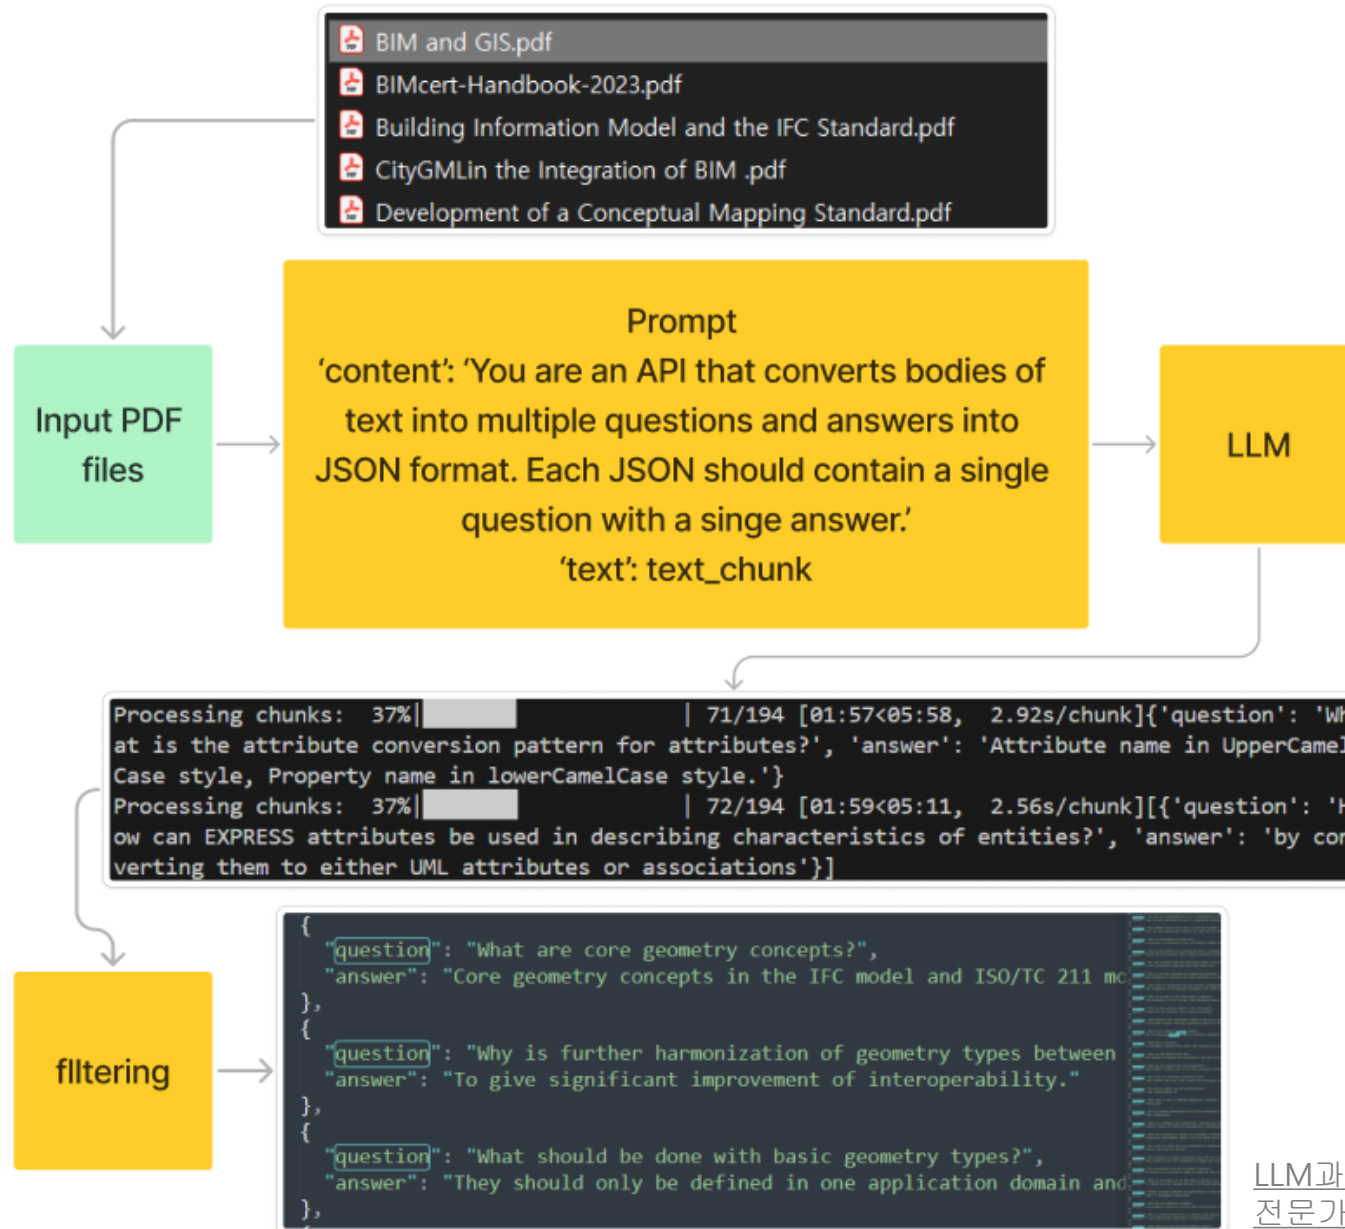 BIM and GIS.pdf
BIMcert-Handbook-2023.pdf
Building Information Model and the IFC Standard.pdf
CityGMLin the Integration of BIM .pdf
Development of a Conceptual Mapping Standard.pdf
Input PDF
files
Prompt
‘content’: ‘You are an API that converts bodies of
text into multiple questions and answers into
JSON format. Each JSON should contain a single
question with a singe answer.’
‘text’: text_chunk
LLM
Processing chunks:  37%|          | 71/194 [01:57<05:58,  2.92s/chunk]{'question': 'Wh
at is the attribute conversion pattern for attributes?', 'answer': 'Attribute name in UpperCamel
Case style, Property name in lowerCamelCase style.'}
Processing chunks:  37%|          | 72/194 [01:59<05:11,  2.56s/chunk][{'question': 'H
ow can EXPRESS attributes be used in describing characteristics of entities?', 'answer': 'by con
verting them to either UML attributes or associations'}]
fIltering
{
"question": "What are core geometry concepts?",
"answer": "Core geometry concepts in the IFC model and ISO/TC 211 mo
},
{
"question": "Why is further harmonization of geometry types between
"answer": "To give significant improvement of interoperability."
},
{
"question": "What should be done with basic geometry types?",
"answer": "They should only be defined in one application domain and
},
LLM과
전문가